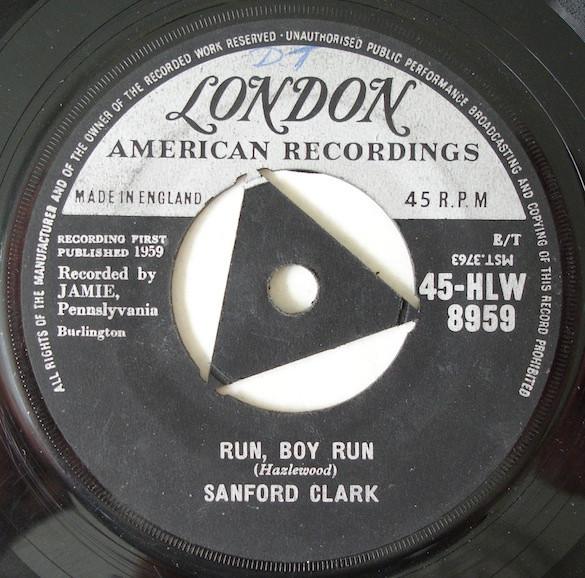 ALL RIGHTS OF THE MANUFACTURER AND OF THE OWNER OF THE RECORDED WORK RESERVED · UNAUTHORISED PUBLIC PERFORMANCE BROADCASTING AND COPYING OF THIS RECORD PROHIBITED
LONDON
AMERICAN RECORDINGS
MADE IN ENGLAND
45 R.P.M
RECORDING FIRST
PUBLISHED 1959
Recorded by
JAMIE,
Pennslyvania
Burlington
E/T
MST.3763
45-HLW
8959
RUN, BOY RUN
(Hazlewood)
SANFORD CLARK